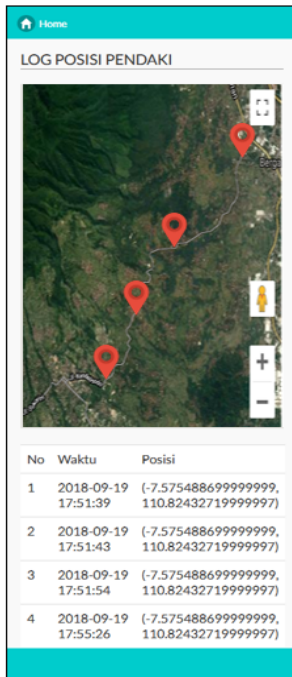 Home
LOG POSISI PENDAKI
No Waktu Posisi
1 2018-09-19 (-7.575488699999999,
17:51:39 110.82432719999997)
2 2018-09-19 (-7.575488699999999,
17:51:43 110.82432719999997)
3 2018-09-19 (-7.575488699999999,
17:51:54 110.82432719999997)
4 2018-09-19 (-7.575488699999999,
17:55:26 110.82432719999997)